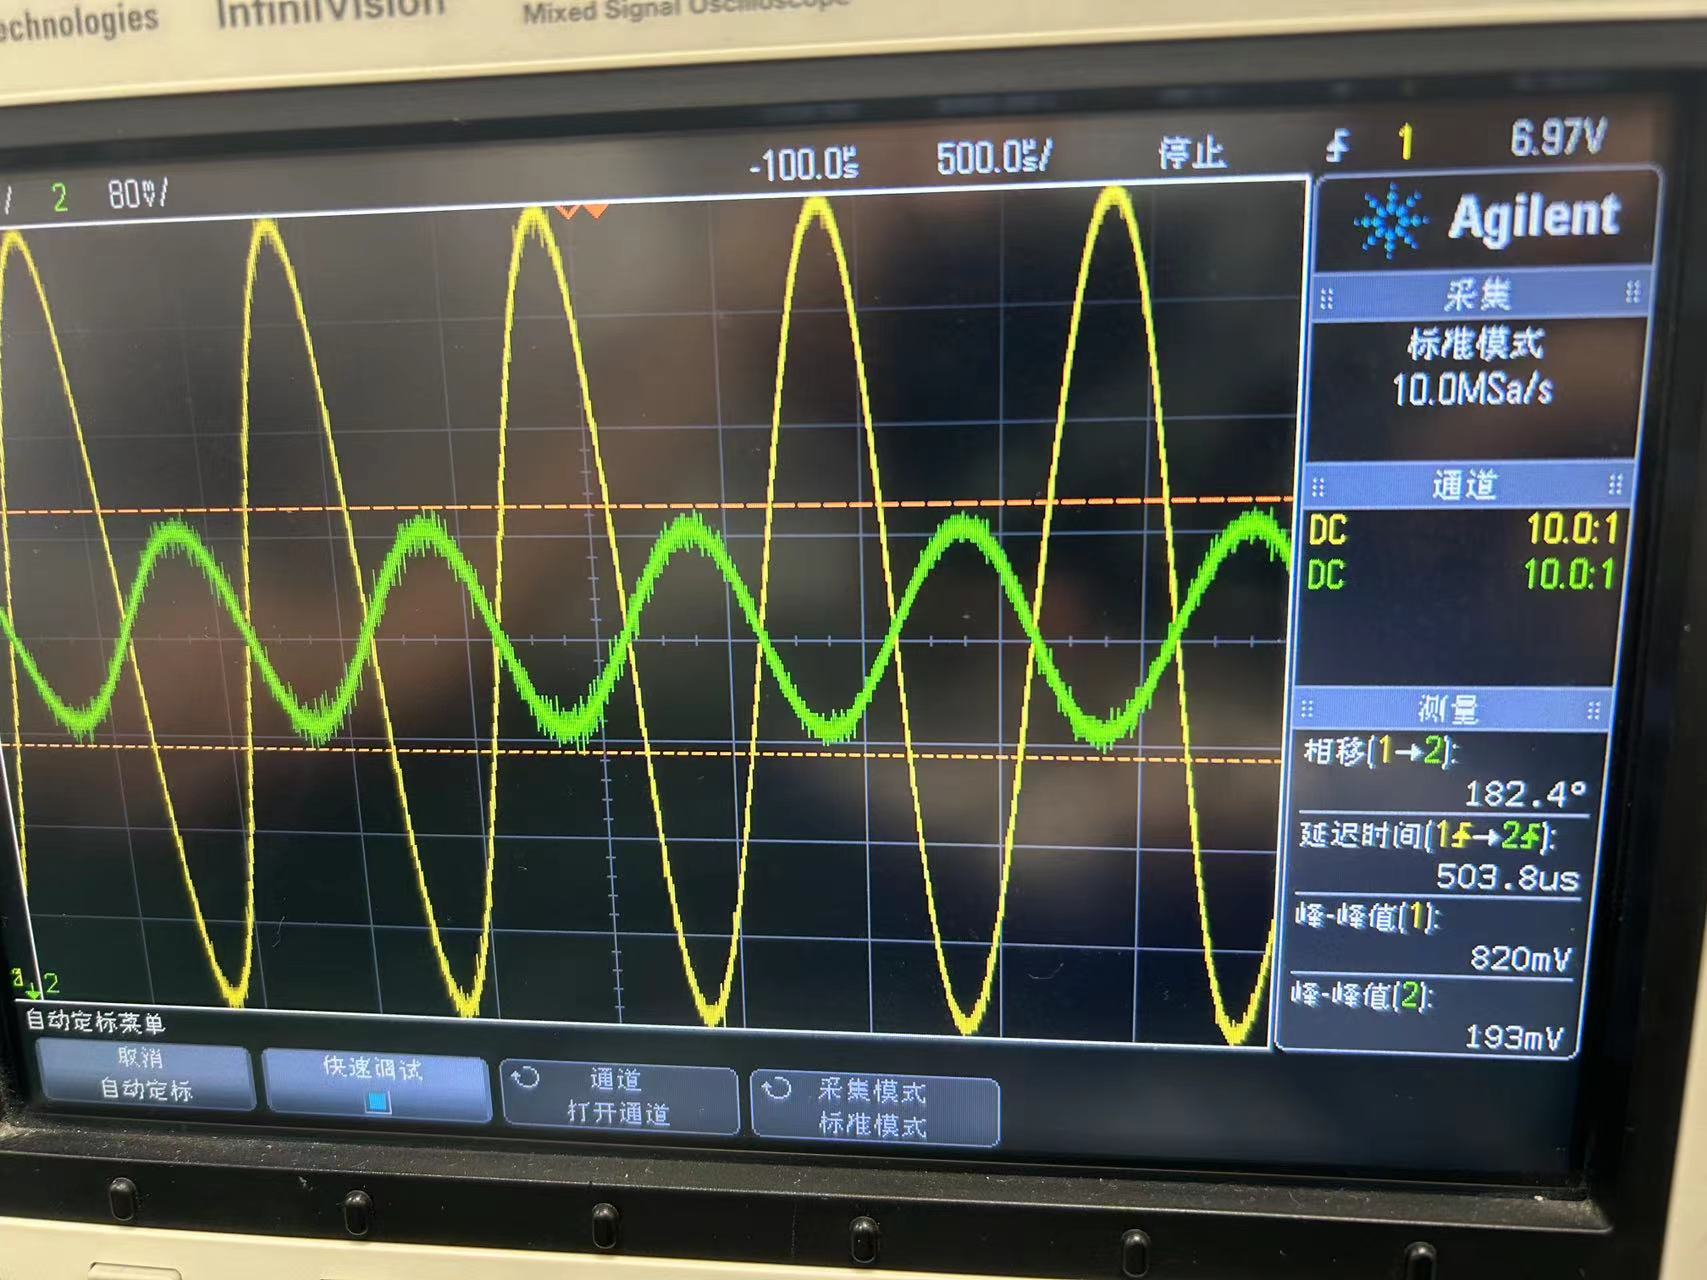 echnologies InfiniiVision Mixed Signal Oscilloscope
/ 2 80mV/ -100.0us 500.0us/ 停止 1 6.97V
Agilent
采集
标准模式
10.0MSa/s
通道
DC 10.0:1
DC 10.0:1
测量
相移(1→2):
182.4°
延迟时间(1→2):
503.8us
峰-峰值(1):
820mV
峰-峰值(2):
193mV
2
自动定标菜单
取消
自动定标
快速调试
通道
打开通道
采集模式
标准模式